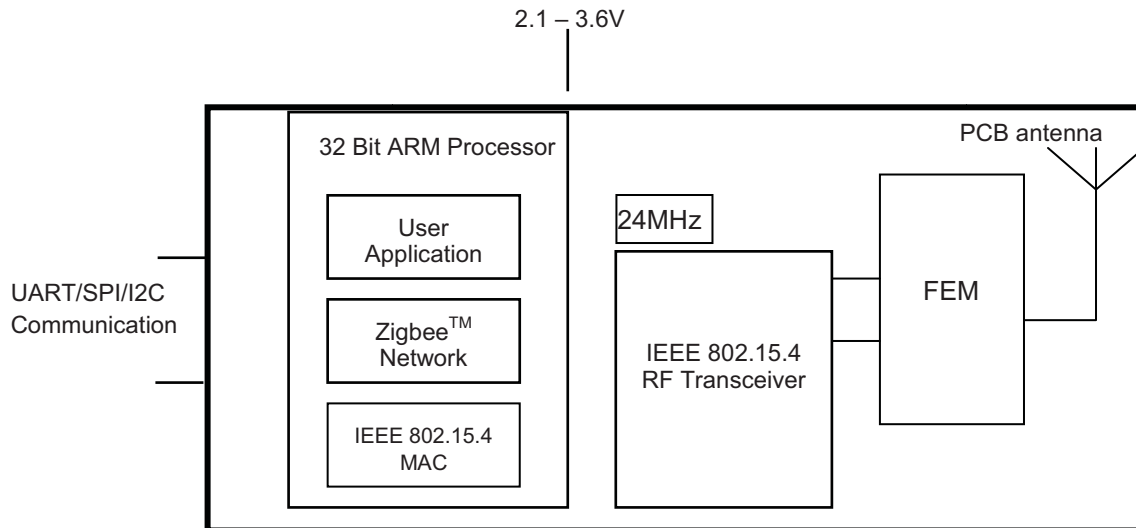 2.1 – 3.6V
PCB antenna
32 Bit ARM Processor
User
Application
Zigbee™
Network
IEEE 802.15.4
MAC
24MHz
IEEE 802.15.4
RF Transceiver
FEM
UART/SPI/I2C
Communication